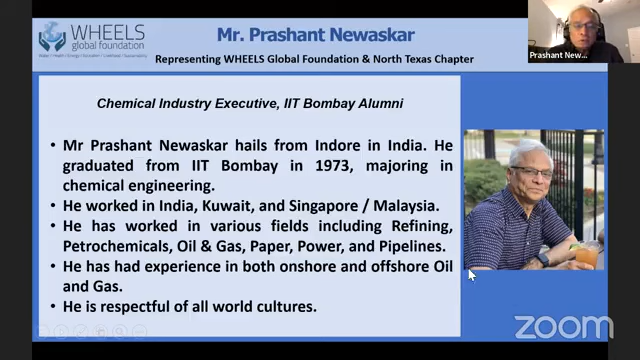 WHEELS
global foundation
Mr. Prashant Newaskar
Representing WHEELS Global Foundation & North Texas Chapter
Prashant New...
Chemical Industry Executive, IIT Bombay Alumni
• Mr Prashant Newaskar hails from Indore in India. He
graduated from IIT Bombay in 1973, majoring in
chemical engineering.
• He worked in India, Kuwait, and Singapore / Malaysia.
• He has worked in various fields including Refining,
Petrochemicals, Oil & Gas, Paper, Power, and Pipelines.
• He has had experience in both onshore and offshore Oil
and Gas.
• He is respectful of all world cultures.
zoom